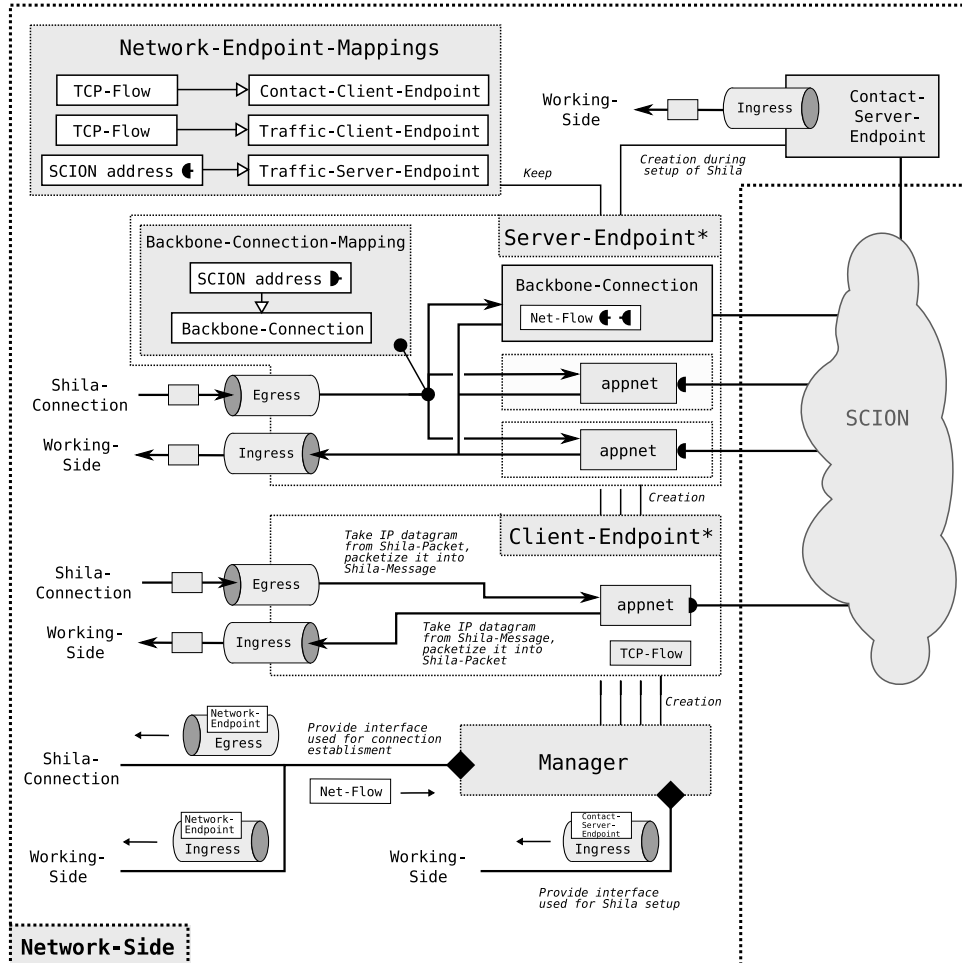 Network-Endpoint-Mappings
TCP-Flow
Contact-Client-Endpoint
TCP-Flow
Traffic-Client-Endpoint
SCION address
Traffic-Server-Endpoint
Working-
Side
Ingress
Contact-
Server-
Endpoint
Keep
Creation during
setup of Shila
Server-Endpoint*
Backbone-Connection-Mapping
SCION address
Backbone-Connection
Backbone-Connection
Net-Flow
Shila-
Connection
Egress
appnet
Working-
Side
Ingress
appnet
SCION
Creation
Client-Endpoint*
Take IP datagram
from Shila-Packet,
packetize it into
Shila-Message
Shila-
Connection
Egress
appnet
Working-
Side
Ingress
Take IP datagram
from Shila-Message,
packetize it into
Shila-Packet
TCP-Flow
Creation
Network-
Endpoint
Egress
Provide interface
used for connection
establisment
Shila-
Connection
Manager
Net-Flow
Network-
Endpoint
Ingress
Working-
Side
Contact-
Server-
Endpoint
Ingress
Working-
Side
Provide interface
used for Shila setup
Network-Side